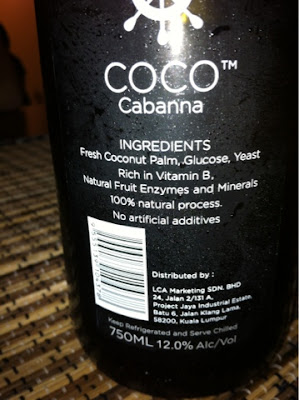 COCO™
Cabanna
INGREDIENTS
Fresh Coconut Palm, Glucose, Yeast
Rich in Vitamin B,
Natural Fruit Enzymes and Minerals
100% natural process.
No artificial additives
Distributed by :
LCA Marketing SDN. BHD
24, Jalan 2/131 A,
Project Jaya Industrial Estate,
Batu 6, Jalan Klang Lama,
58200, Kuala Lumpur
Keep Refrigerated and Serve Chilled
750ML 12.0% Alc/Vol